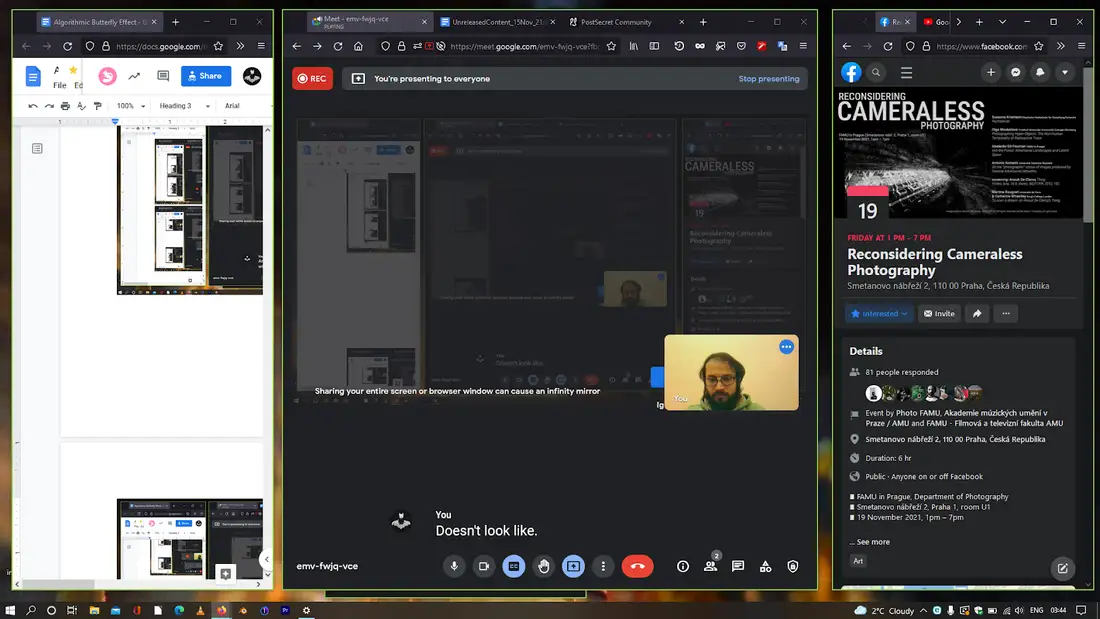 Algorithmic Butterfly Effect - G
https://docs.google.com/
File
Ed
Share
100%
Heading 3
Arial
Meet - emv-fwjq-vce
PLAYING
UnreleasedContent_15Nov_21
PostSecret Community
https://meet.google.com/emv-fwjq-vce?fb
REC
You're presenting to everyone
Stop presenting
Sharing your entire screen or browser window can cause an infinity mirror
You
Ig
You
Doesn't look like.
emv-fwjq-vce
2
https://www.facebook.com
RECONSIDERING
CAMERALESS
PHOTOGRAPHY
19
FRIDAY AT 1 PM – 7 PM
Reconsidering Cameraless
Photography
Smetanovo nábřeží 2, 110 00 Praha, Česká Republika
Interested
Invite
Details
81 people responded
Event by Photo FAMU, Akademie múzických umění v
Praze / AMU and FAMU - Filmová a televizní fakulta AMU
Smetanovo nábřeží 2, 110 00 Praha, Česká Republika
Duration: 6 hr
Public · Anyone on or off Facebook
FAMU in Prague, Department of Photography
Smetanovo nábřeží 2, room U1
19 November 2021, 1pm – 7pm
... See more
Art
2°C Cloudy
ENG
03:44